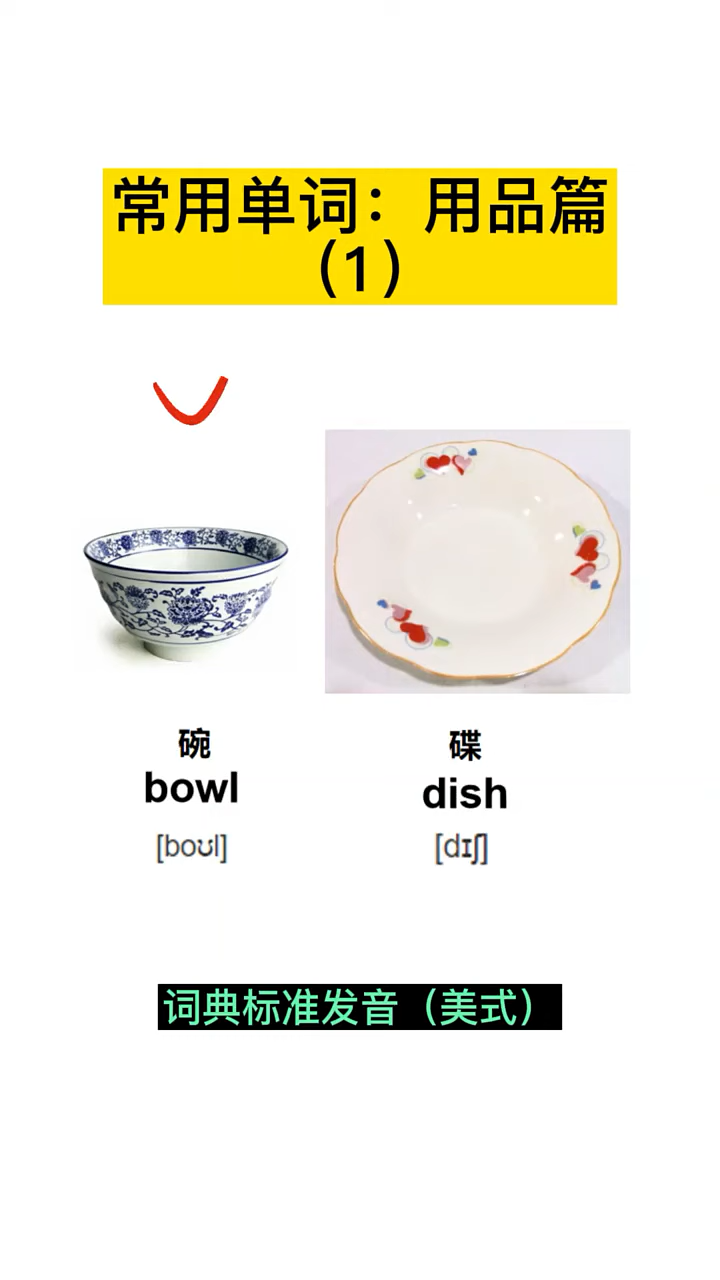 常用单词：用品篇
（1）
碗
bowl
[boʊl]
碟
dish
[dɪʃ]
词典标准发音（美式）